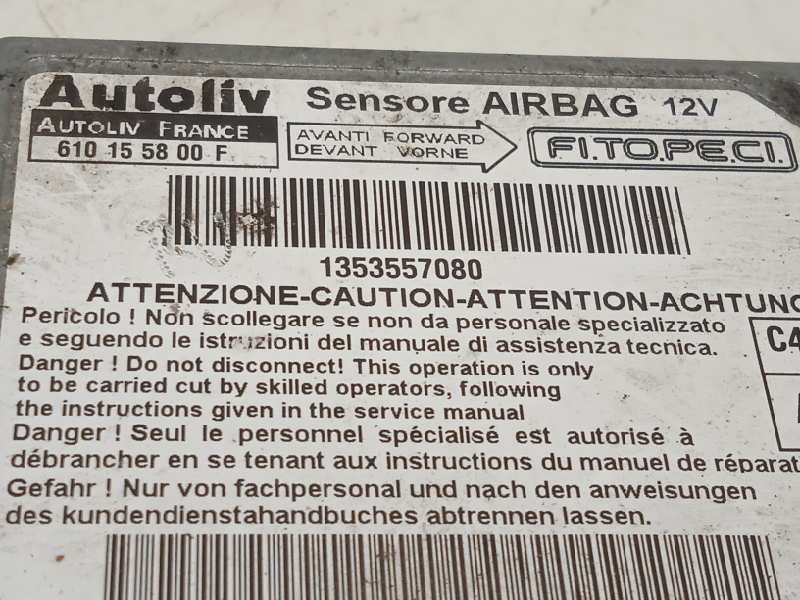 Autoliv Sensore AIRBAG 12V
AUTOLIV FRANCE
610 15 58 00 F
AVANTI FORWARD
DEVANT VORNE
FI.TO.PE.CI.
1353557080
ATTENZIONE-CAUTION-ATTENTION-ACHTUNG
Pericolo ! Non scollegare se non da personale specializzato
e seguendo le istruzioni del manuale di assistenza tecnica.
Danger ! Do not disconnect! This operation is only
to be carried cut by skilled operators, following
the instructions given in the service manual
Danger ! Seul le personnel spécialisé est autorisé à
débrancher en se tenant aux instructions du manuel de réparat
Gefahr ! Nur von fachpersonal und nach den anweisungen
des kundendienstahandbuches abtrennen lassen.
C4